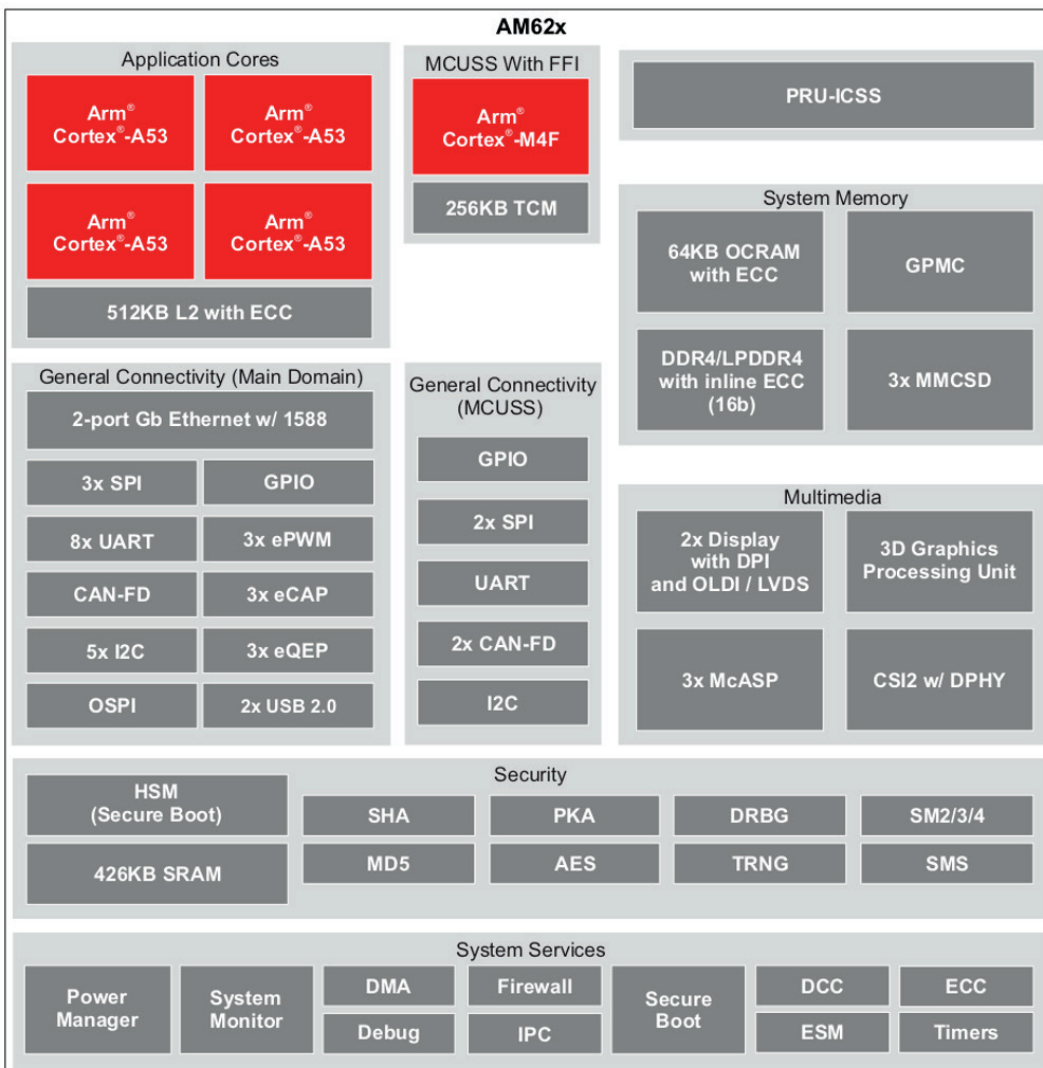 AM62x
Application Cores
Arm®
Cortex®-A53
Arm®
Cortex®-A53
Arm®
Cortex®-A53
Arm®
Cortex®-A53
512KB L2 with ECC
MCUSS With FFI
Arm®
Cortex®-M4F
256KB TCM
PRU-ICSS
System Memory
64KB OCRAM
with ECC
GPMC
DDR4/LPDDR4
with inline ECC
(16b)
3x MMCSD
General Connectivity (Main Domain)
2-port Gb Ethernet w/ 1588
3x SPI
GPIO
8x UART
3x ePWM
CAN-FD
3x eCAP
5x I2C
3x eQEP
OSPI
2x USB 2.0
General Connectivity
(MCUSS)
GPIO
2x SPI
UART
2x CAN-FD
I2C
Multimedia
2x Display
with DPI
and OLDI / LVDS
3D Graphics
Processing Unit
3x McASP
CSI2 w/ DPHY
Security
HSM
(Secure Boot)
426KB SRAM
SHA
PKA
DRBG
SM2/3/4
MD5
AES
TRNG
SMS
System Services
Power
Manager
System
Monitor
DMA
Firewall
Debug
IPC
Secure
Boot
DCC
ECC
ESM
Timers